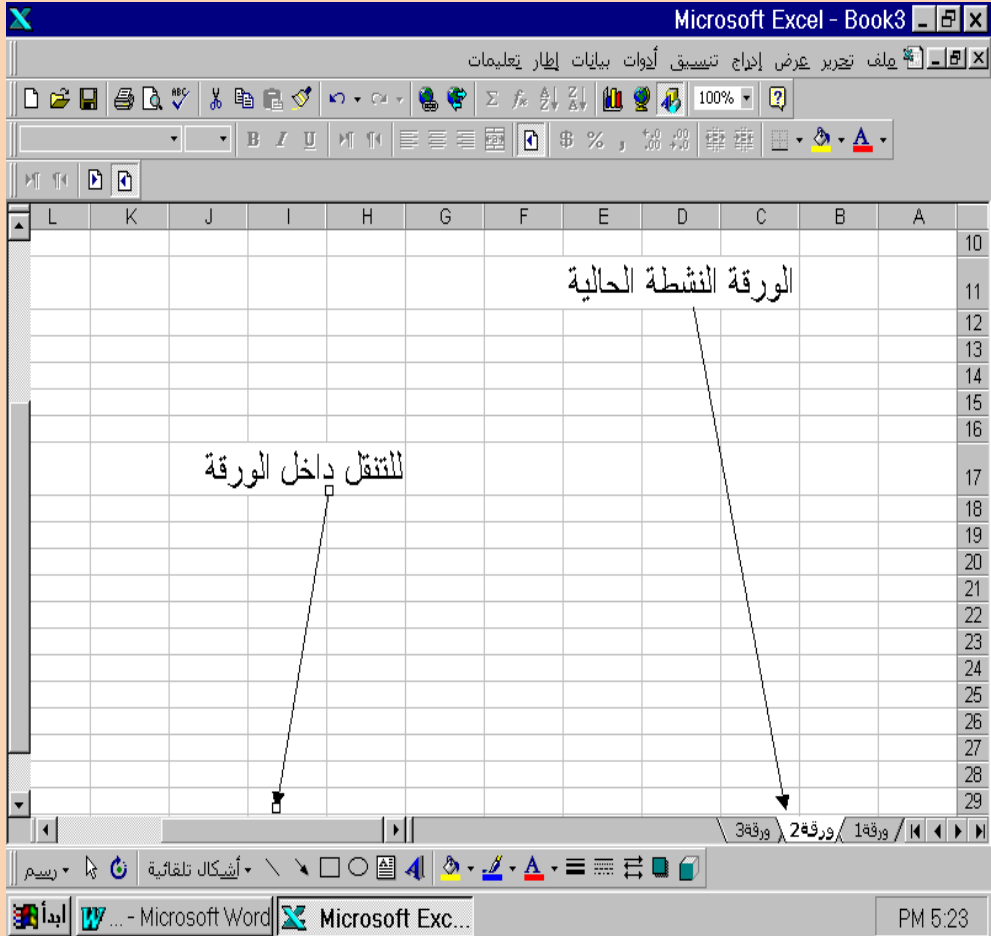 Microsoft Excel - Book3
ملف تحرير عرض إدراج تنسيق أدوات بيانات إطار تعليمات
100%
B I U $ % ,
L K J I H G F E D C B A
10
الورقة النشطة الحالية
11
12
13
14
15
16
للتنقل داخل الورقة
17
18
19
20
21
22
23
24
25
26
27
28
29
ورقة1 ورقة2 ورقة3
رسم أشكال تلقائية
ابدأ
... - Microsoft Word
Microsoft Exc...
PM 5:23